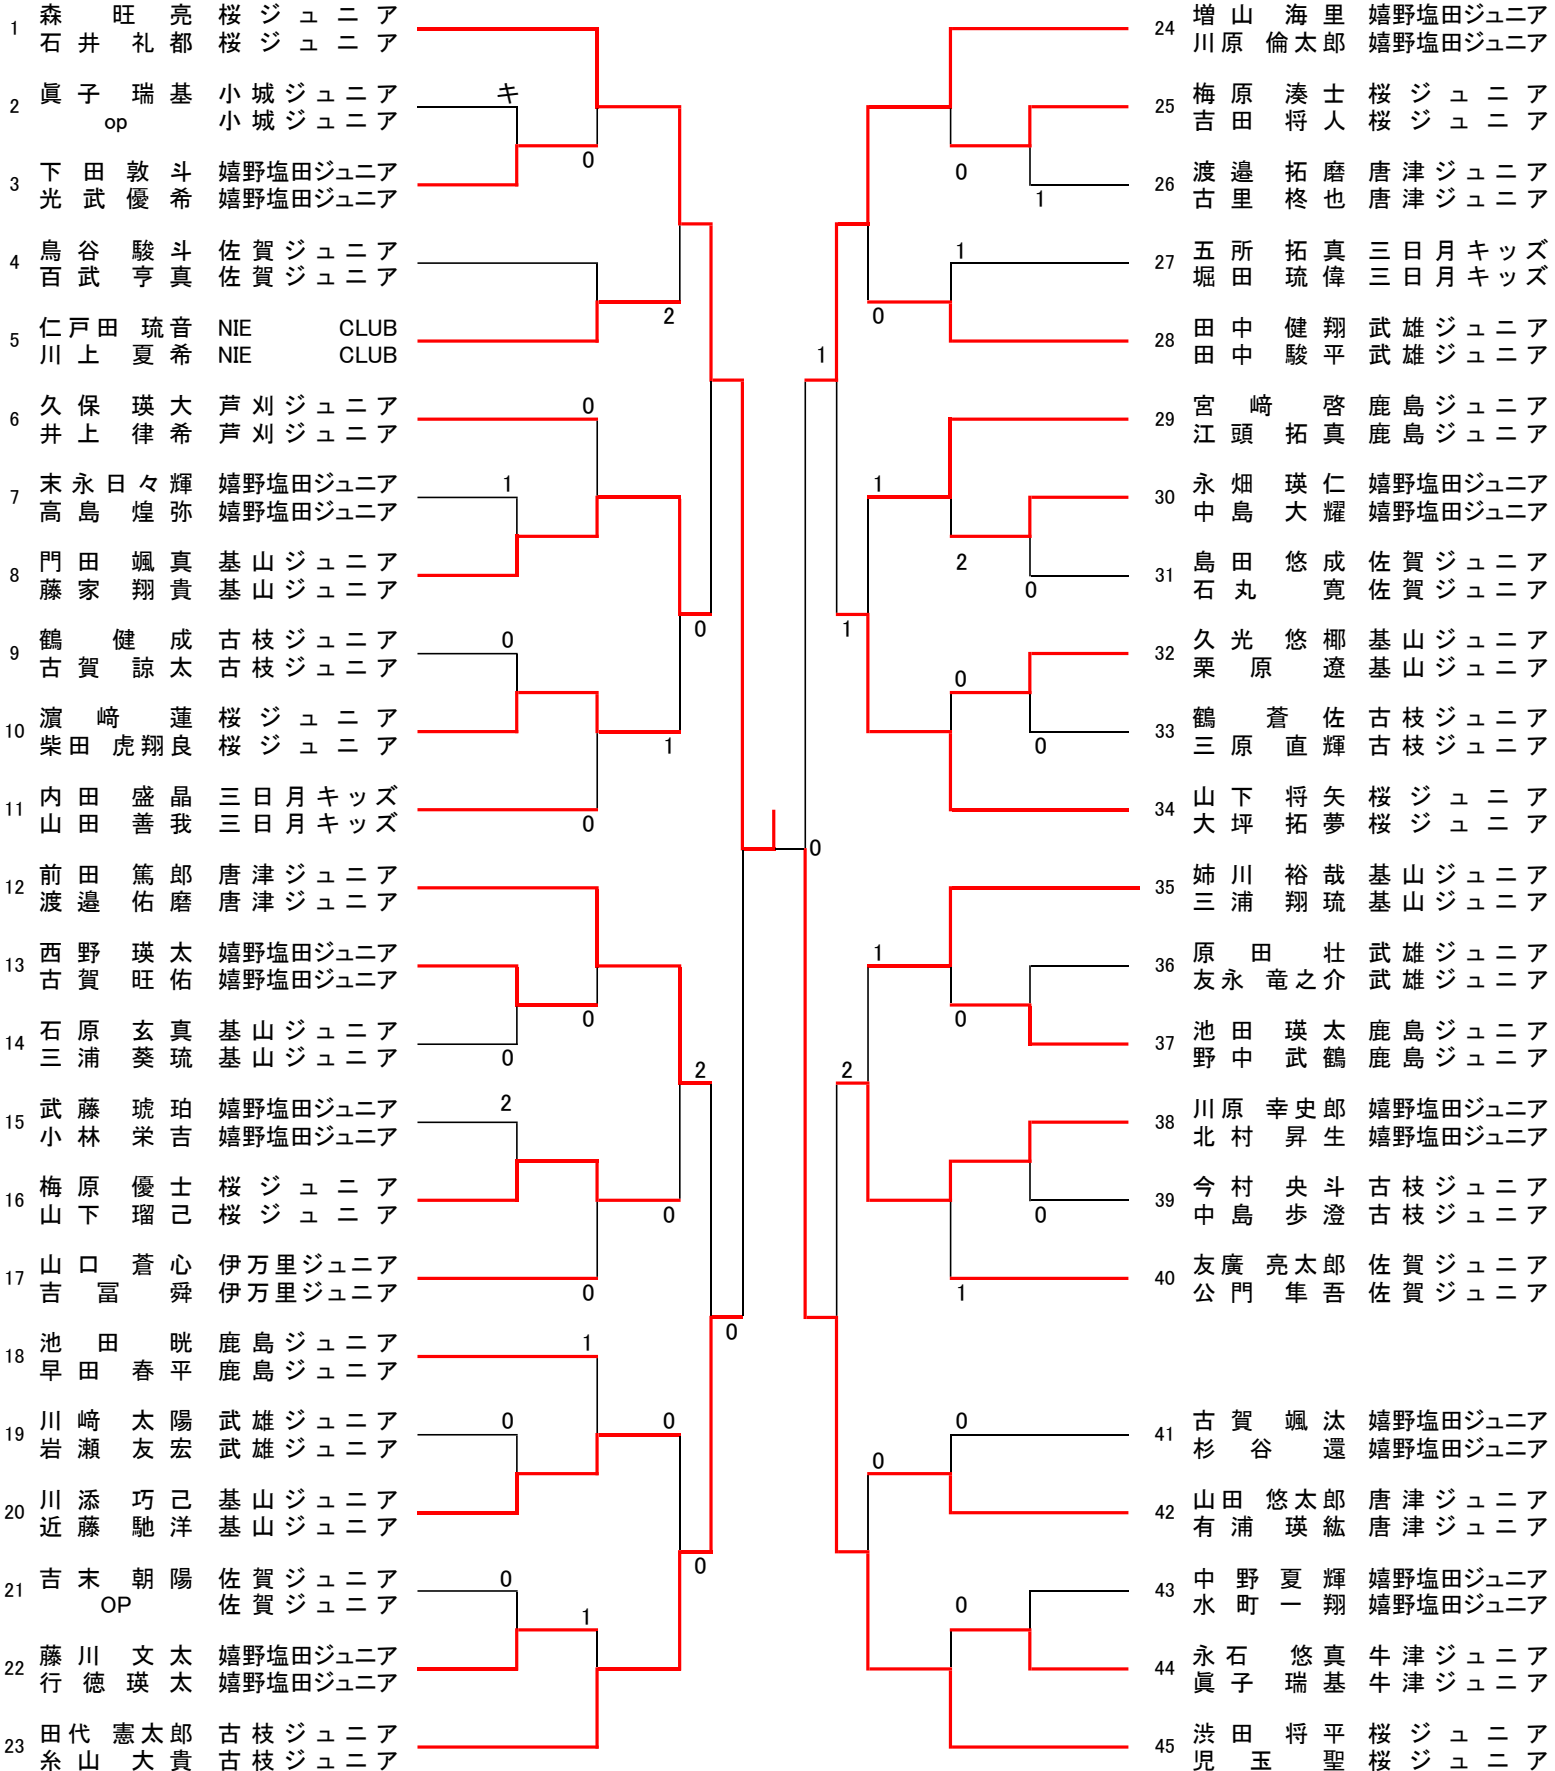 1 森 旺 亮 桜ジュニア
石井 礼都 桜ジュニア
2 眞子 瑞基 小城ジュニア
op 小城ジュニア
キ
0
3 下田 敦斗 嬉野塩田ジュニア
光武 優希 嬉野塩田ジュニア
4 鳥谷 駿斗 佐賀ジュニア
百武 亨真 佐賀ジュニア
2
5 仁戸田 琉音 NIE CLUB
川上 夏希 NIE CLUB
6 久保 瑛大 芦刈ジュニア
井上 律希 芦刈ジュニア
0
7 末永 日々輝 嬉野塩田ジュニア
高島 煌弥 嬉野塩田ジュニア
1
8 門田 颯真 基山ジュニア
藤家 翔貴 基山ジュニア
0
9 鶴 健成 古枝ジュニア
古賀 諒太 古枝ジュニア
0
10 濵﨑 蓮 桜ジュニア
柴田 虎翔良 桜ジュニア
1
11 内田 盛晶 三日月キッズ
山田 善我 三日月キッズ
0
12 前田 篤郎 唐津ジュニア
渡邉 佑磨 唐津ジュニア
13 西野 瑛太 嬉野塩田ジュニア
古賀 旺佑 嬉野塩田ジュニア
0
14 石原 玄真 基山ジュニア
三浦 葵琉 基山ジュニア
0
2
15 武藤 琥珀 嬉野塩田ジュニア
小林 栄吉 嬉野塩田ジュニア
2
16 梅原 優士 桜ジュニア
山下 瑠己 桜ジュニア
0
17 山口 蒼心 伊万里ジュニア
吉冨 舜 伊万里ジュニア
0
0
18 池田 晄 鹿島ジュニア
早田 春平 鹿島ジュニア
1
19 川﨑 太陽 武雄ジュニア
岩瀬 友宏 武雄ジュニア
0
0
20 川添 巧己 基山ジュニア
近藤 馳洋 基山ジュニア
0
21 吉末 朝陽 佐賀ジュニア
OP 佐賀ジュニア
0
1
22 藤川 文太 嬉野塩田ジュニア
行徳 瑛太 嬉野塩田ジュニア
23 田代 憲太郎 古枝ジュニア
糸山 大貴 古枝ジュニア
24 増山 海里 嬉野塩田ジュニア
川原 倫太郎 嬉野塩田ジュニア
25 梅原 湊士 桜ジュニア
吉田 将人 桜ジュニア
0
26 渡邉 拓磨 唐津ジュニア
古里 柊也 唐津ジュニア
1
27 五所 拓真 三日月キッズ
堀田 琉偉 三日月キッズ
1
0
28 田中 健翔 武雄ジュニア
田中 駿平 武雄ジュニア
1
29 宮﨑 啓 鹿島ジュニア
江頭 拓真 鹿島ジュニア
1
30 永畑 瑛仁 嬉野塩田ジュニア
中島 大耀 嬉野塩田ジュニア
2
31 島田 悠成 佐賀ジュニア
石丸 寛 佐賀ジュニア
0
1
32 久光 悠椰 基山ジュニア
栗原 遼 基山ジュニア
0
33 鶴 蒼佐 古枝ジュニア
三原 直輝 古枝ジュニア
0
34 山下 将矢 桜ジュニア
大坪 拓夢 桜ジュニア
0
35 姉川 裕哉 基山ジュニア
三浦 翔琉 基山ジュニア
1
36 原田 壮 武雄ジュニア
友永 竜之介 武雄ジュニア
0
37 池田 瑛太 鹿島ジュニア
野中 武鶴 鹿島ジュニア
2
38 川原 幸史郎 嬉野塩田ジュニア
北村 昇生 嬉野塩田ジュニア
39 今村 央斗 古枝ジュニア
中島 歩澄 古枝ジュニア
0
40 友廣 亮太郎 佐賀ジュニア
公門 隼吾 佐賀ジュニア
1
41 古賀 颯汰 嬉野塩田ジュニア
杉谷 還 嬉野塩田ジュニア
0
0
42 山田 悠太郎 唐津ジュニア
有浦 瑛紘 唐津ジュニア
43 中野 夏輝 嬉野塩田ジュニア
水町 一翔 嬉野塩田ジュニア
0
44 永石 悠真 牛津ジュニア
眞子 瑞基 牛津ジュニア
45 渋田 将平 桜ジュニア
児玉 聖 桜ジュニア